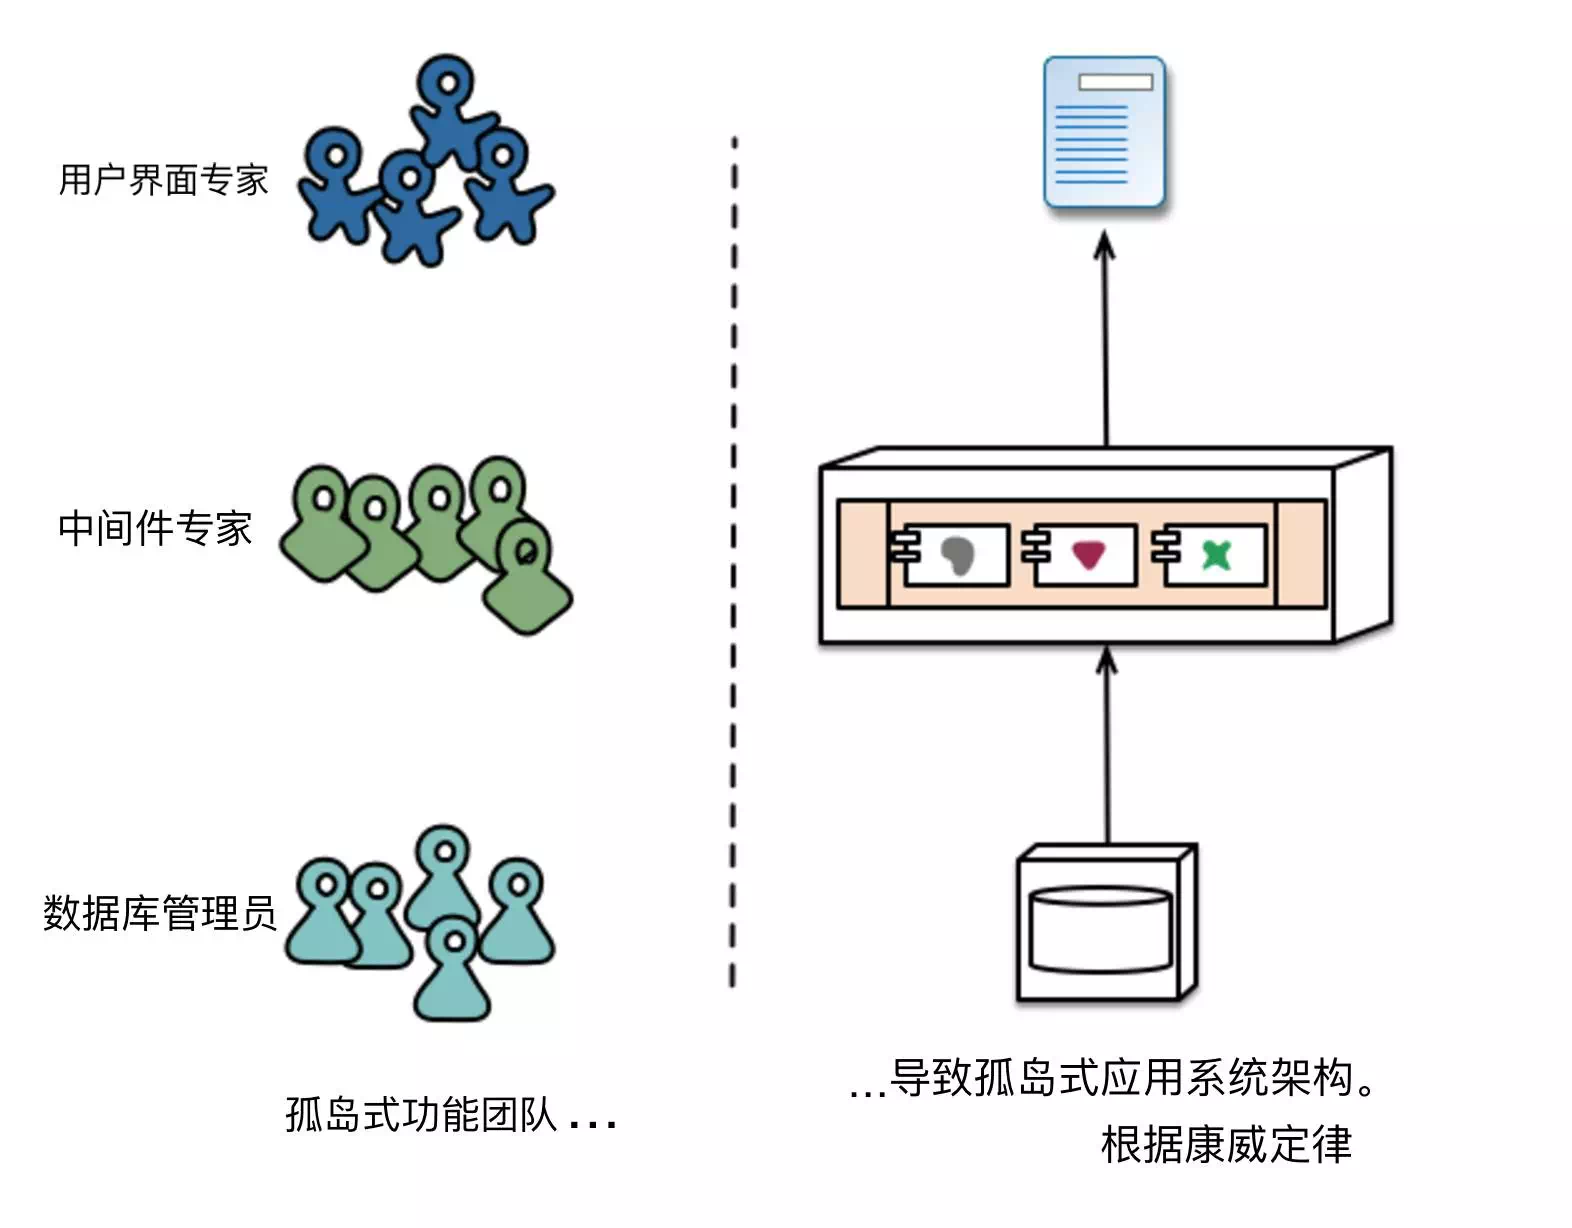 用户界面专家
中间件专家
数据库管理员
孤岛式功能团队...
...导致孤岛式应用系统架构。
根据康威定律